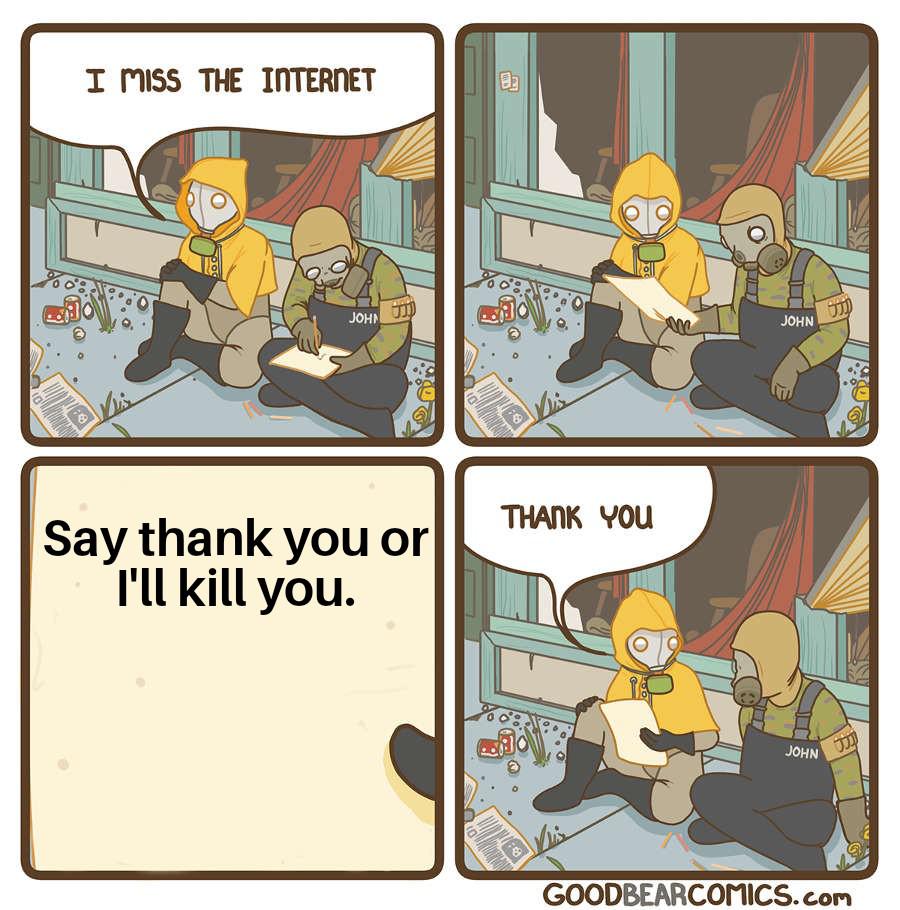 I MISS THE INTERNET
JOHN
JOHN
Say thank you or
I'll kill you.
THANK YOU
JOHN
GOODBEARCOMICS.com